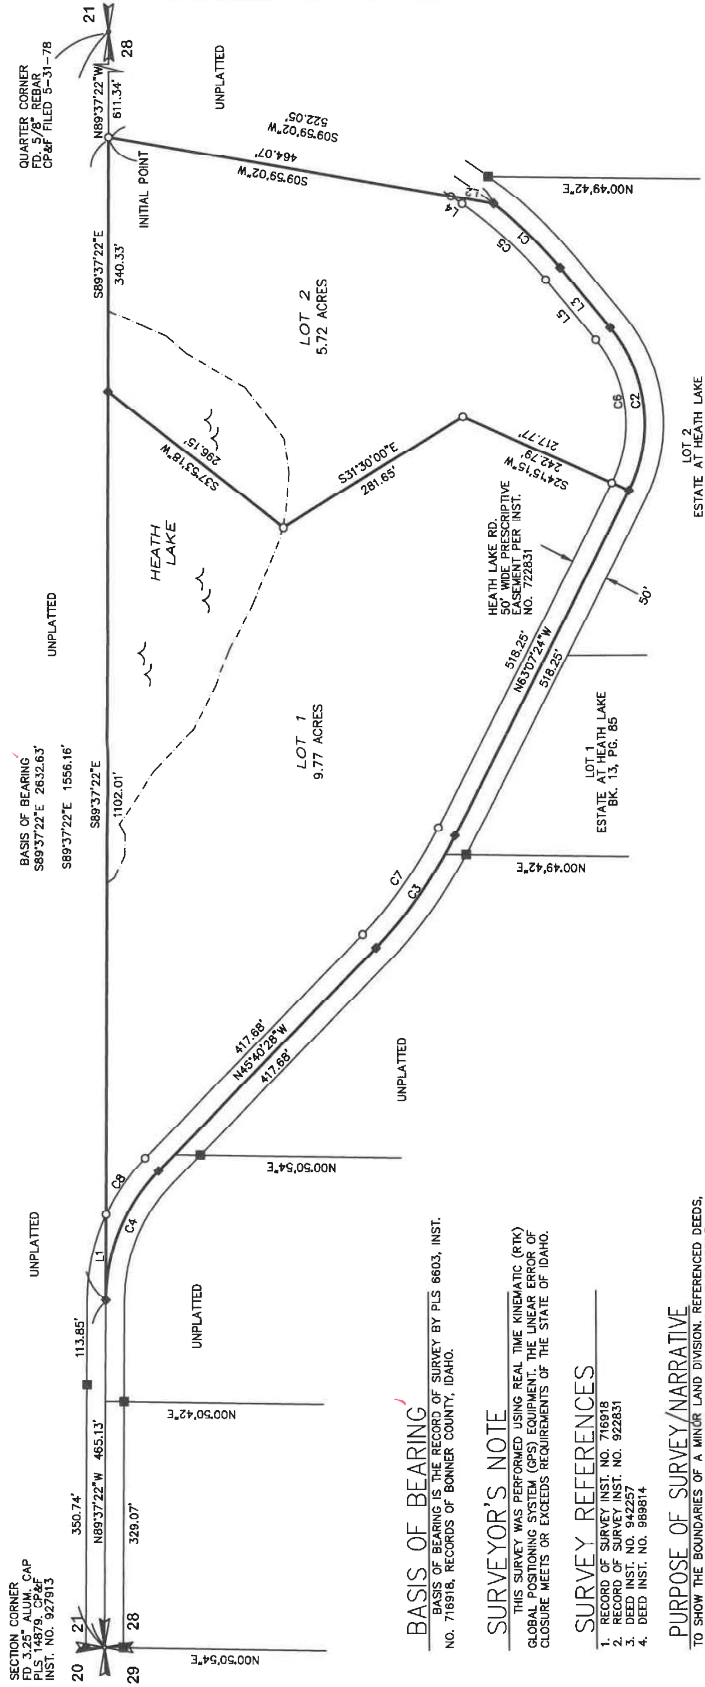 SECTION CORNER
FD 3.25" ALUM. CAP
PLS 14879. CP&F
INST. NO. 927913
20
21
29
28
350.74'
N89°37'22"W 465.13'
329.07'
N00°50'54"E
113.85'
L1
N00°50'42"E
UNPLATTED
UNPLATTED
C8
C4
N00°50'54"E
417.68'
N45°40'28"W
417.68'
UNPLATTED
BASIS OF BEARING
S89°37'22"E 2632.63'
S89°37'22"E 1556.16'
S89°37'22"E
1102.01'
UNPLATTED
HEATH
LAKE
LOT 1
9.77 ACRES
C7
C3
N00°49'42"E
518.25'
N63°07'24"W
518.25'
LOT 1
ESTATE AT HEATH LAKE
BK. 13, PG. 85
HEATH LAKE RD.
50' WIDE PRESCRIPTIVE
EASEMENT PER INST.
NO. 722831
50'
S37°53'18"W
296.15'
S31°30'00"E
281.65'
S24°15'15"W
242.79'
217.77'
S89°37'22"E
340.33'
LOT 2
5.72 ACRES
INITIAL POINT
QUARTER CORNER
FD. 5/8" REBAR
CP&F FILED 5-31-78
N89°37'22"W
611.34'
21
28
UNPLATTED
S09°59'02"W
464.07'
S09°59'02"W
522.05'
L4
L2
C5
C1
L5
L3
C6
C2
N00°49'42"E
LOT 2
ESTATE AT HEATH LAKE
BASIS OF BEARING
BASIS OF BEARING IS THE RECORD OF SURVEY BY PLS 6603, INST.
NO. 716918, RECORDS OF BONNER COUNTY, IDAHO.
SURVEYOR'S NOTE
THIS SURVEY WAS PERFORMED USING REAL TIME KINEMATIC (RTK)
GLOBAL POSITIONING SYSTEM (GPS) EQUIPMENT. THE LINEAR ERROR OF
CLOSURE MEETS OR EXCEEDS REQUIREMENTS OF THE STATE OF IDAHO.
SURVEY REFERENCES
1. RECORD OF SURVEY INST. NO. 716918
2. RECORD OF SURVEY INST. NO. 922831
3. DEED INST. NO. 942257
4. DEED INST. NO. 989814
PURPOSE OF SURVEY/NARRATIVE
TO SHOW THE BOUNDARIES OF A MINOR LAND DIVISION. REFERENCED DEEDS,